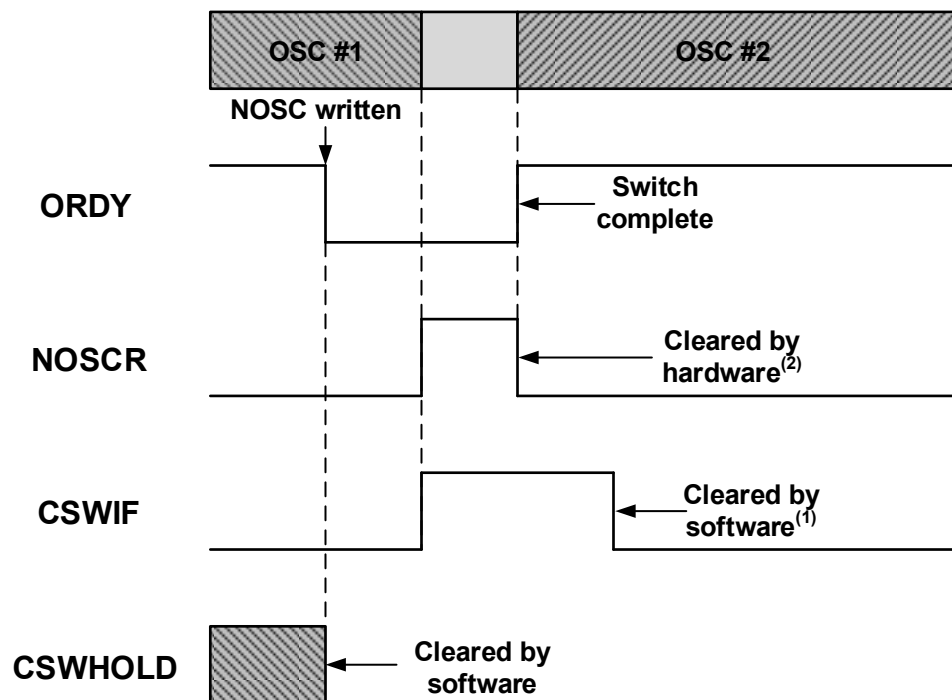 OSC #1
OSC #2
NOSC written
ORDY
Switch
complete
NOSCR
Cleared by
hardware(2)
CSWIF
Cleared by
software(1)
CSWHOLD
Cleared by
software